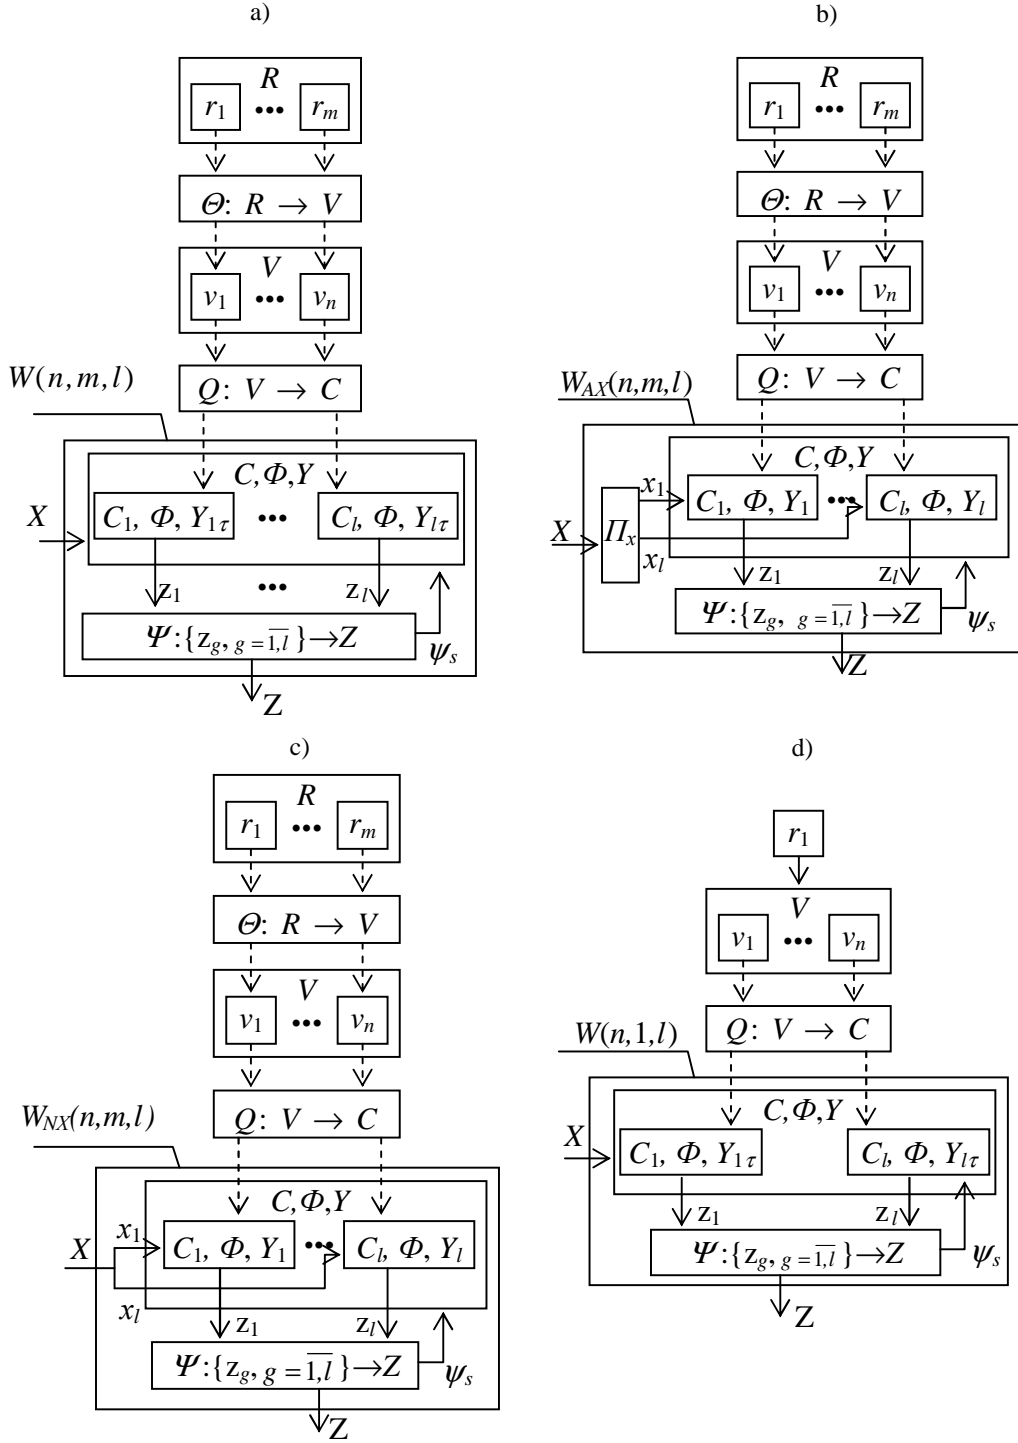 a)
R
r1 ••• rm
Θ: R → V
V
v1 ••• vn
Q: V → C
W(n,m,l)
C,Φ,Y
X
C1, Φ, Y1τ ••• Cl, Φ, Ylτ
z1 ••• zl
Ψ:{zg, g = 1,l }→Z
ψs
Z
b)
R
r1 ••• rm
Θ: R → V
V
v1 ••• vn
Q: V → C
WAX(n,m,l)
C,Φ,Y
x1
C1, Φ, Y1 ••• Cl, Φ, Yl
X
Πx
xl
z1 zl
Ψ:{zg, g = 1,l }→Z
ψs
Z
c)
R
r1 ••• rm
Θ: R → V
V
v1 ••• vn
Q: V → C
WNX(n,m,l)
C,Φ,Y
x1
X
C1, Φ, Y1 ••• Cl, Φ, Yl
xl
z1 zl
Ψ:{zg, g = 1,l }→Z
ψs
Z
d)
r1
V
v1 ••• vn
Q: V → C
W(n,1,l)
C,Φ,Y
X
C1, Φ, Y1τ Cl, Φ, Ylτ
z1 zl
Ψ:{zg, g = 1,l }→Z
ψs
Z